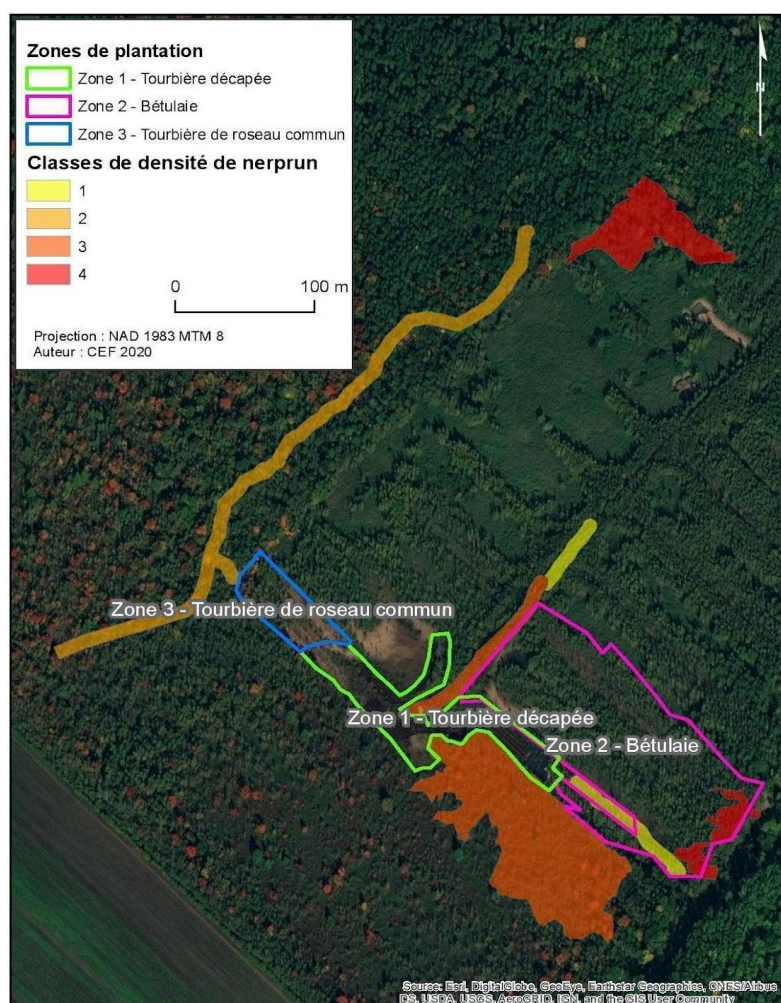 Zones de plantation
Zone 1 - Tourbière décapée
Zone 2 - Bétulaie
Zone 3 - Tourbière de roseau commun
Classes de densité de nerprun
1
2
3
4
0 100 m
Projection : NAD 1983 MTM 8
Auteur : CEF 2020
N
Zone 3 - Tourbière de roseau commun
Zone 1 - Tourbière décapée
Zone 2 - Bétulaie
Source: Esri, DigitalGlobe, GeoEye, Earthstar Geographics, CNES/Airbus
DS, USDA, USGS, AeroGRID, IGN, and the GIS User Community